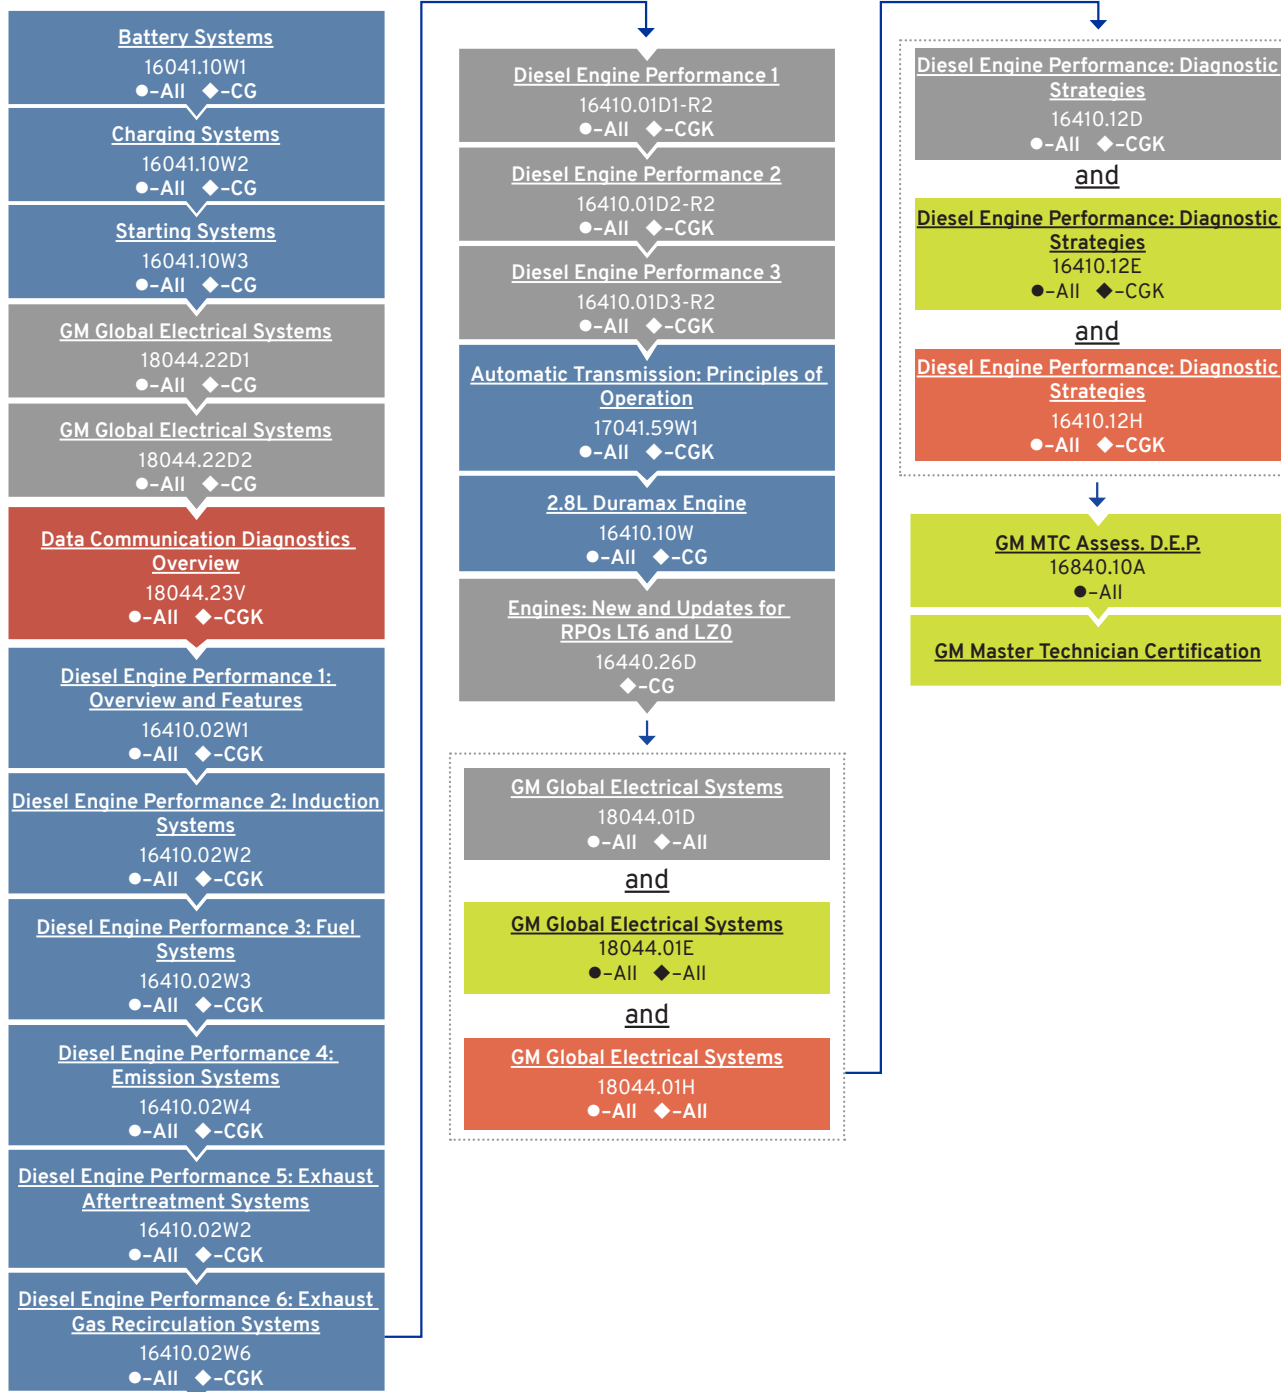 Battery Systems
16041.10W1
●–All ◆–CG
Charging Systems
16041.10W2
●–All ◆–CG
Starting Systems
16041.10W3
●–All ◆–CG
GM Global Electrical Systems
18044.22D1
●–All ◆–CG
GM Global Electrical Systems
18044.22D2
●–All ◆–CG
Data Communication Diagnostics
Overview
18044.23V
●–All ◆–CGK
Diesel Engine Performance 1:
Overview and Features
16410.02W1
●–All ◆–CGK
Diesel Engine Performance 2: Induction
Systems
16410.02W2
●–All ◆–CGK
Diesel Engine Performance 3: Fuel
Systems
16410.02W3
●–All ◆–CGK
Diesel Engine Performance 4:
Emission Systems
16410.02W4
●–All ◆–CGK
Diesel Engine Performance 5: Exhaust
Aftertreatment Systems
16410.02W2
●–All ◆–CGK
Diesel Engine Performance 6: Exhaust
Gas Recirculation Systems
16410.02W6
●–All ◆–CGK
Diesel Engine Performance 1
16410.01D1-R2
●–All ◆–CGK
Diesel Engine Performance 2
16410.01D2-R2
●–All ◆–CGK
Diesel Engine Performance 3
16410.01D3-R2
●–All ◆–CGK
Automatic Transmission: Principles of
Operation
17041.59W1
●–All ◆–CGK
2.8L Duramax Engine
16410.10W
●–All ◆–CG
Engines: New and Updates for
RPOs LT6 and LZ0
16440.26D
◆–CG
GM Global Electrical Systems
18044.01D
●–All ◆–All
and
GM Global Electrical Systems
18044.01E
●–All ◆–All
and
GM Global Electrical Systems
18044.01H
●–All ◆–All
Diesel Engine Performance: Diagnostic
Strategies
16410.12D
●–All ◆–CGK
and
Diesel Engine Performance: Diagnostic
Strategies
16410.12E
●–All ◆–CGK
and
Diesel Engine Performance: Diagnostic
Strategies
16410.12H
●–All ◆–CGK
GM MTC Assess. D.E.P.
16840.10A
●–All
GM Master Technician Certification